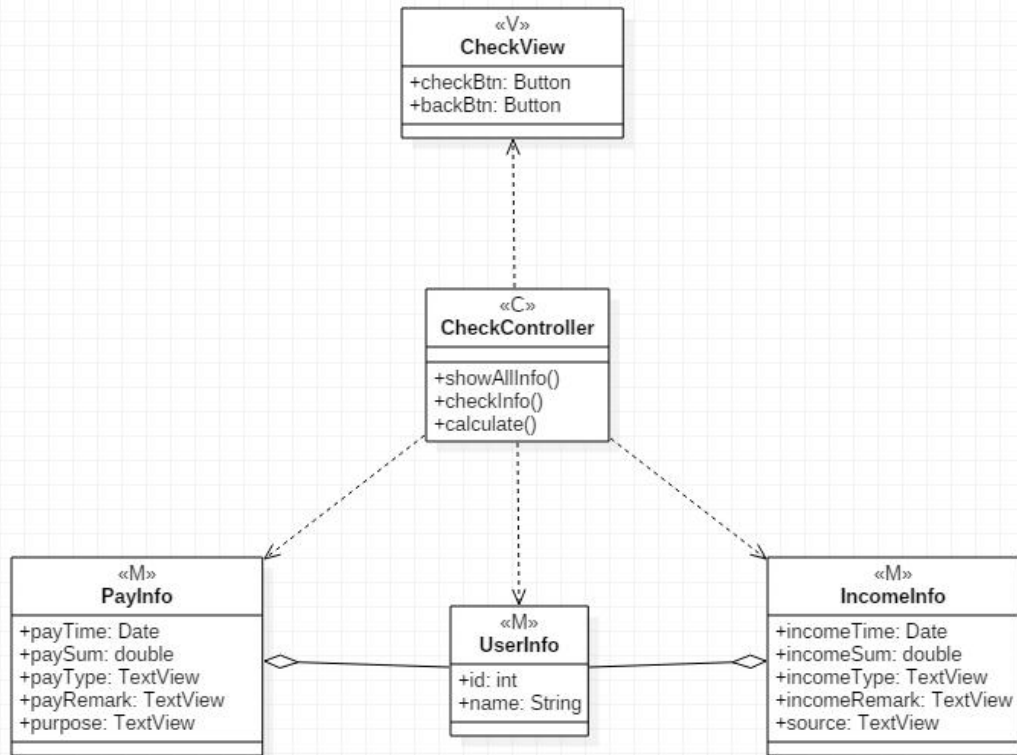 «V»
CheckView
+checkBtn: Button
+backBtn: Button
«C»
CheckController
+showAllInfo()
+checkInfo()
+calculate()
«M»
PayInfo
+payTime: Date
+paySum: double
+payType: TextView
+payRemark: TextView
+purpose: TextView
«M»
UserInfo
+id: int
+name: String
«M»
IncomeInfo
+incomeTime: Date
+incomeSum: double
+incomeType: TextView
+incomeRemark: TextView
+source: TextView